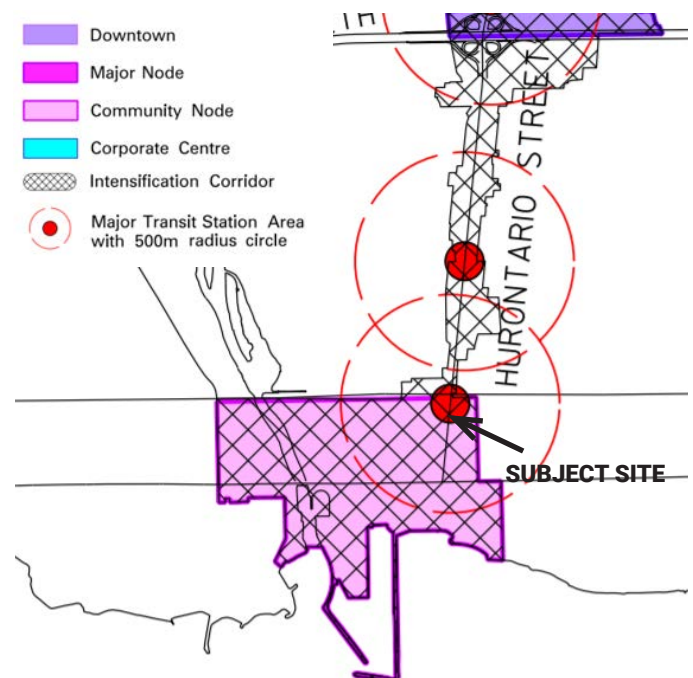 Downtown
Major Node
Community Node
Corporate Centre
Intensification Corridor
Major Transit Station Area
with 500m radius circle
TH
HURONTARIO STREET
SUBJECT SITE